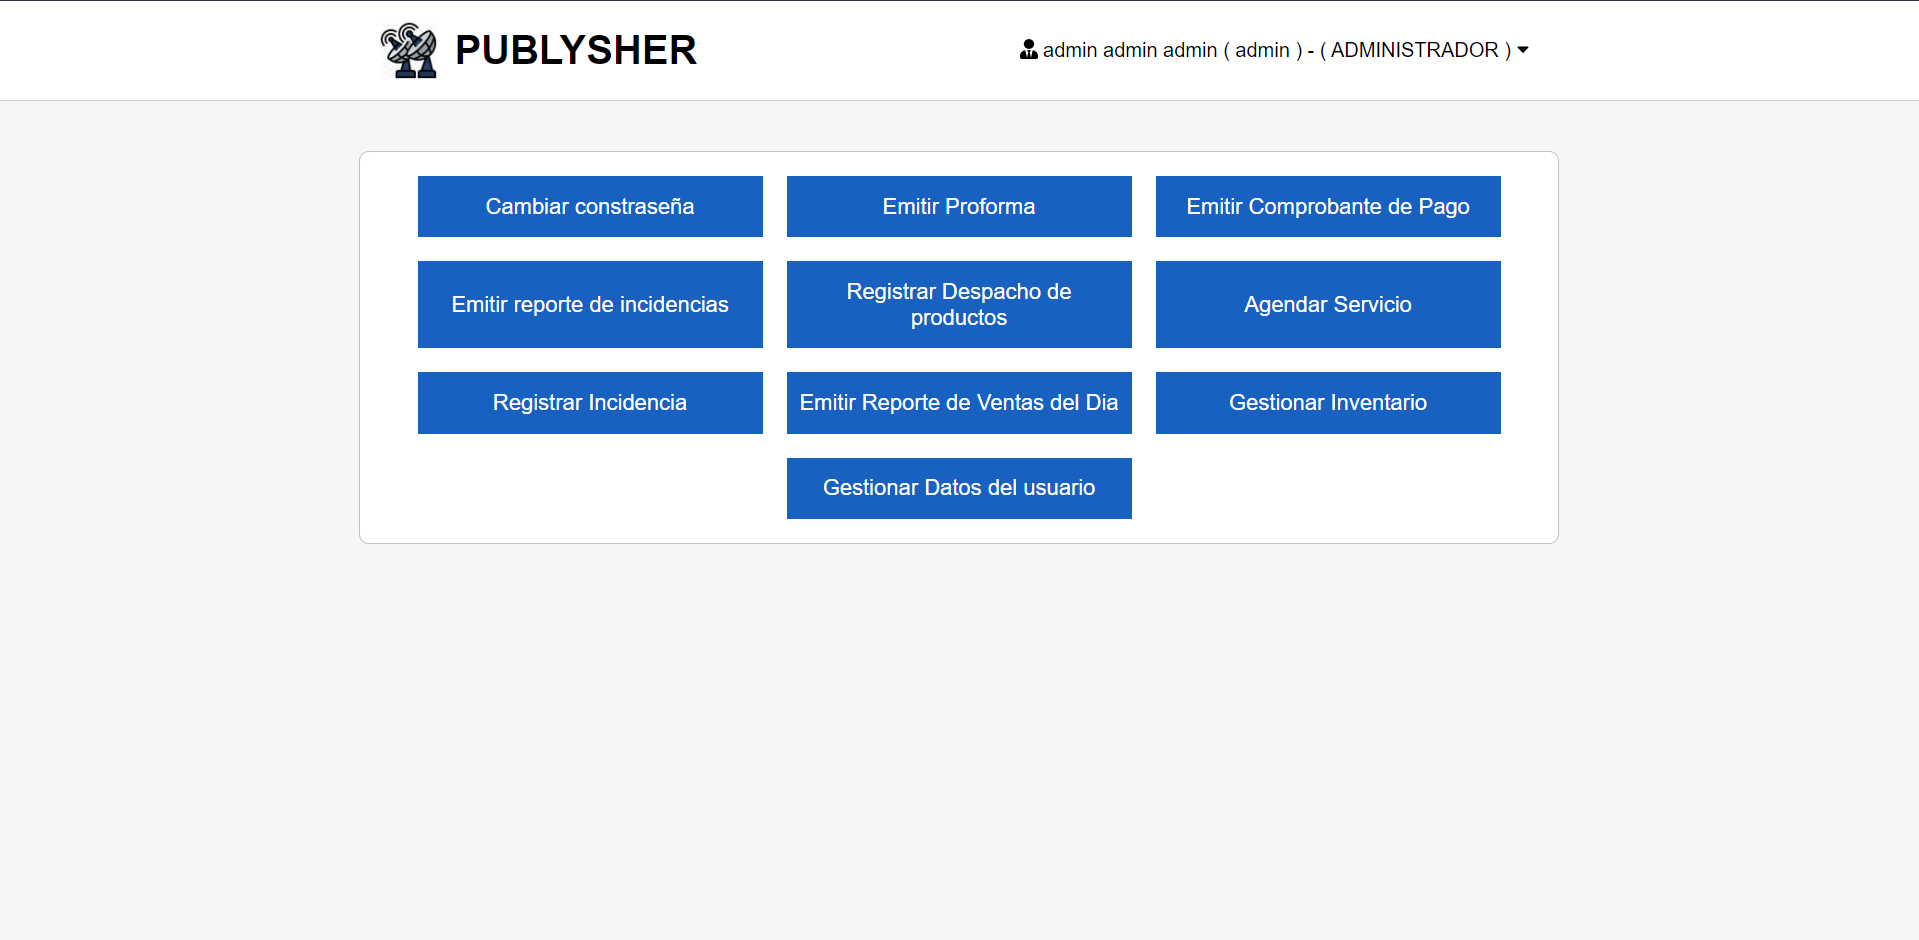 PUBLYSHER
admin admin admin ( admin ) - ( ADMINISTRADOR )
Cambiar constraseña
Emitir Proforma
Emitir Comprobante de Pago
Emitir reporte de incidencias
Registrar Despacho de
productos
Agendar Servicio
Registrar Incidencia
Emitir Reporte de Ventas del Dia
Gestionar Inventario
Gestionar Datos del usuario